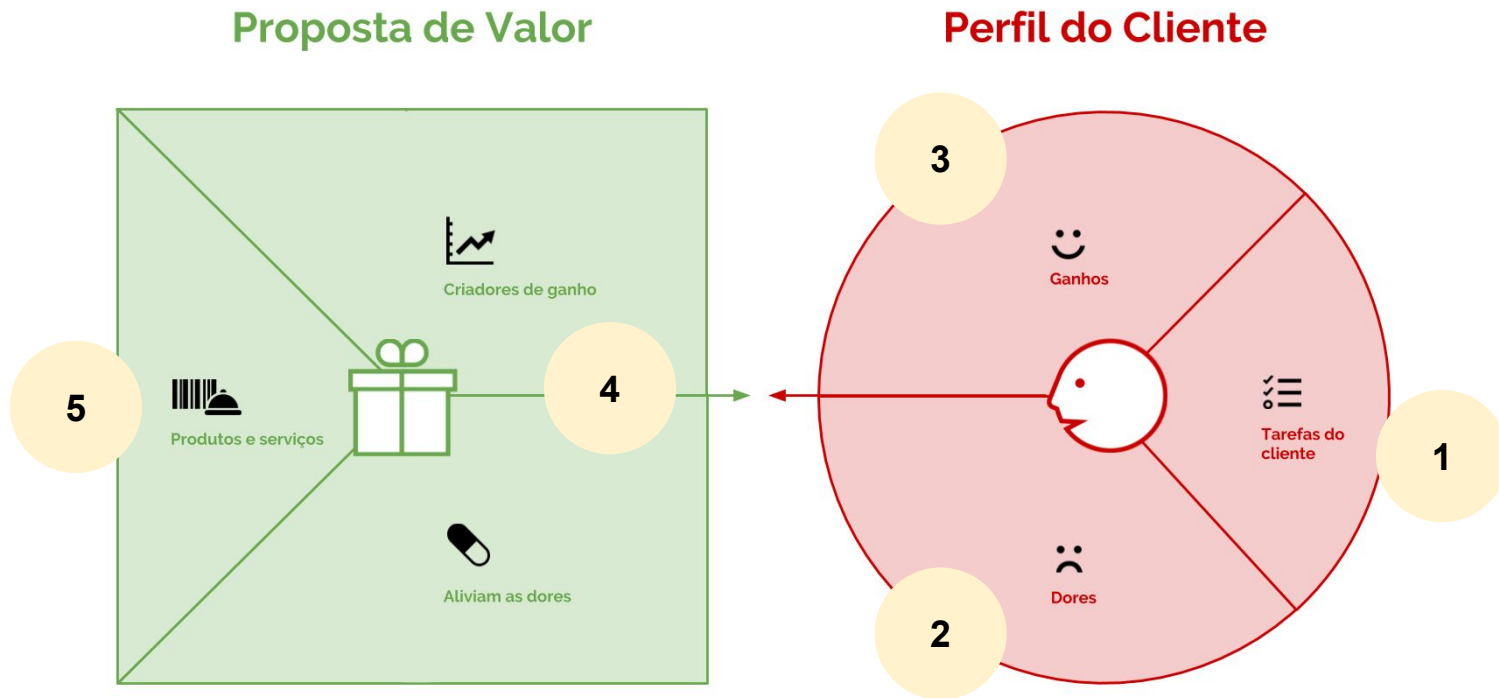 Proposta de Valor
Perfil do Cliente
3
Criadores de ganho
Ganhos
5
Produtos e serviços
4
Tarefas do
cliente
1
Aliviam as dores
Dores
2